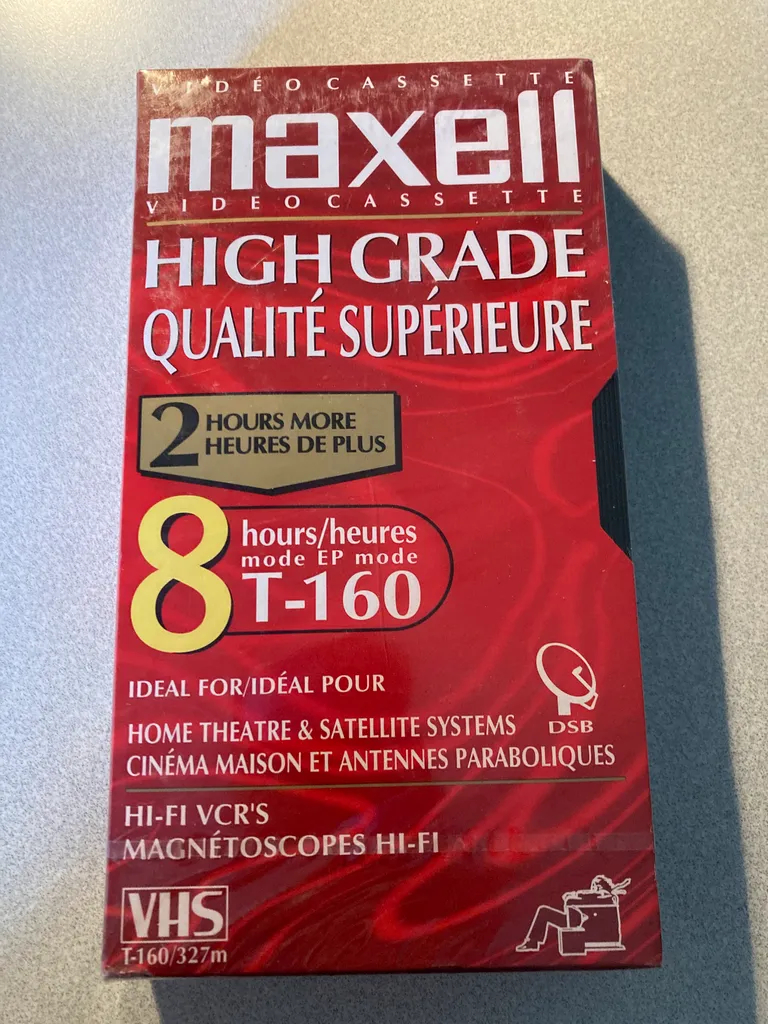 VIDÉOCASSETTE
maxell
VIDEOCASSETTE
HIGH GRADE
QUALITÉ SUPÉRIEURE
2 HOURS MORE
HEURES DE PLUS
8 hours/heures
mode EP mode
T-160
IDEAL FOR/IDÉAL POUR
DSB
HOME THEATRE & SATELLITE SYSTEMS
CINÉMA MAISON ET ANTENNES PARABOLIQUES
HI-FI VCR'S
MAGNÉTOSCOPES HI-FI
VHS
T-160/327m